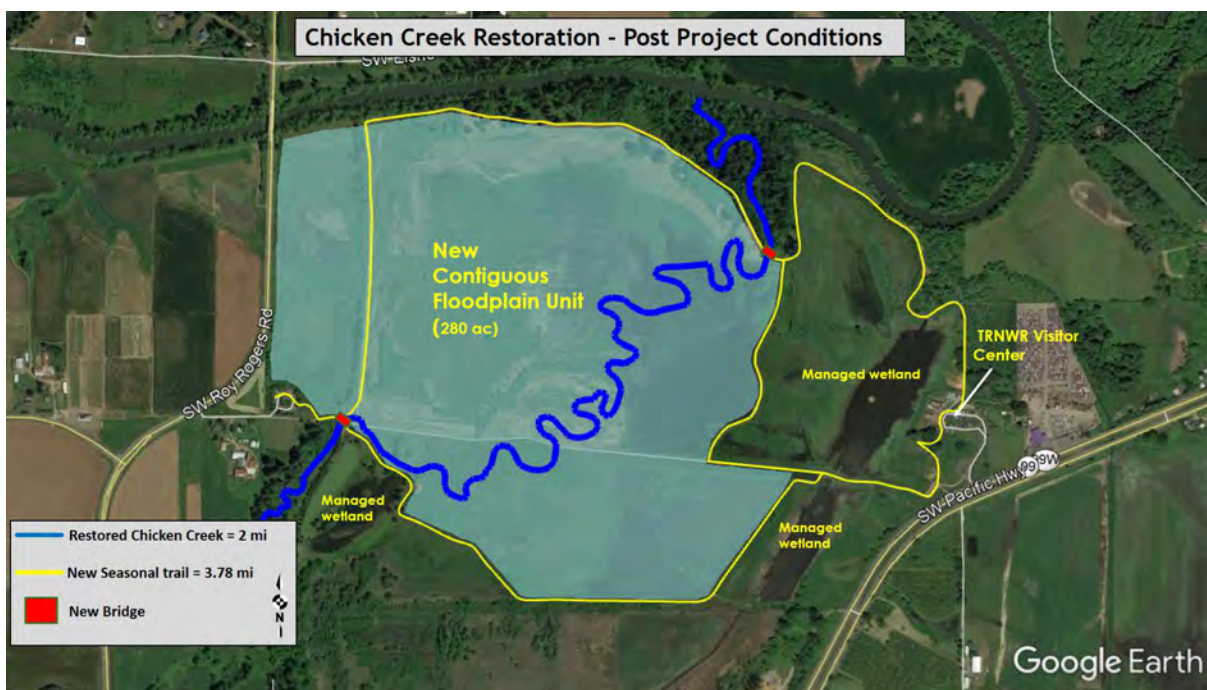 Chicken Creek Restoration - Post Project Conditions
New
Contiguous
Floodplain Unit
(280 ac)
SW Roy Rogers Rd
TRNWR Visitor
Center
Managed wetland
SW Pacific Hwy
99
99W
Managed
wetland
Managed
wetland
Restored Chicken Creek = 2 mi
New Seasonal trail = 3.78 mi
New Bridge
N
Google Earth